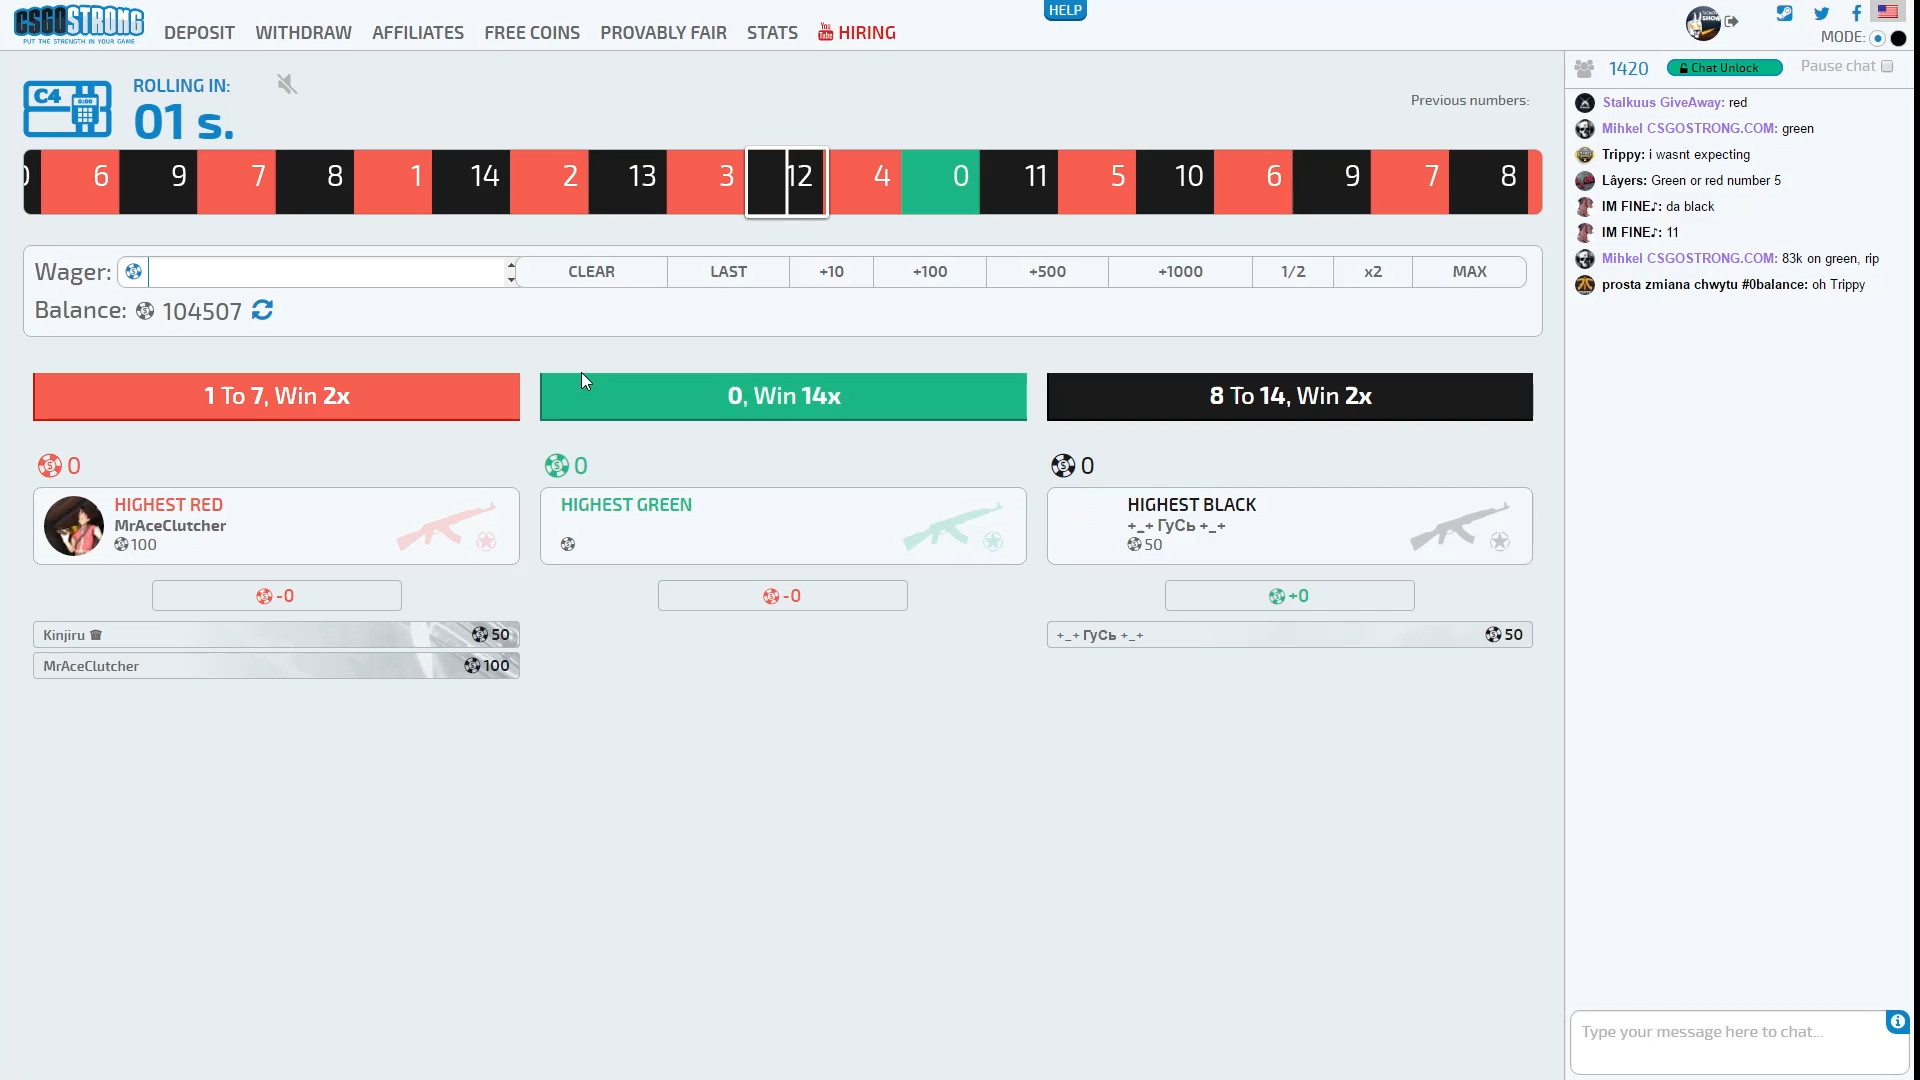 CSGOSTRONG
PUT THE STRENGTH IN YOUR GAME
DEPOSIT WITHDRAW AFFILIATES FREE COINS PROVABLY FAIR STATS You Tube HIRING
HELP
MODE:
C4 0:00
ROLLING IN:
01 s.
Previous numbers:
6 9 7 8 1 14 2 13 3 12 4 0 11 5 10 6 9 7 8
Wager: CLEAR LAST +10 +100 +500 +1000 1/2 x2 MAX
Balance: 104507
1 To 7, Win 2x
0, Win 14x
8 To 14, Win 2x
0
0
0
HIGHEST RED
MrAceClutcher
100
HIGHEST GREEN
HIGHEST BLACK
+_+ ГуСь +_+
50
-0
-0
+0
Kinjiru 50
MrAceClutcher 100
+_+ ГуСь +_+ 50
1420 Chat Unlock Pause chat
Stalkuus GiveAway: red
Mihkel CSGOSTRONG.COM: green
Trippy: i wasnt expecting
Lâyers: Green or red number 5
IM FINE♪: da black
IM FINE♪: 11
Mihkel CSGOSTRONG.COM: 83k on green, rip
prosta zmiana chwytu #0balance: oh Trippy
Type your message here to chat...